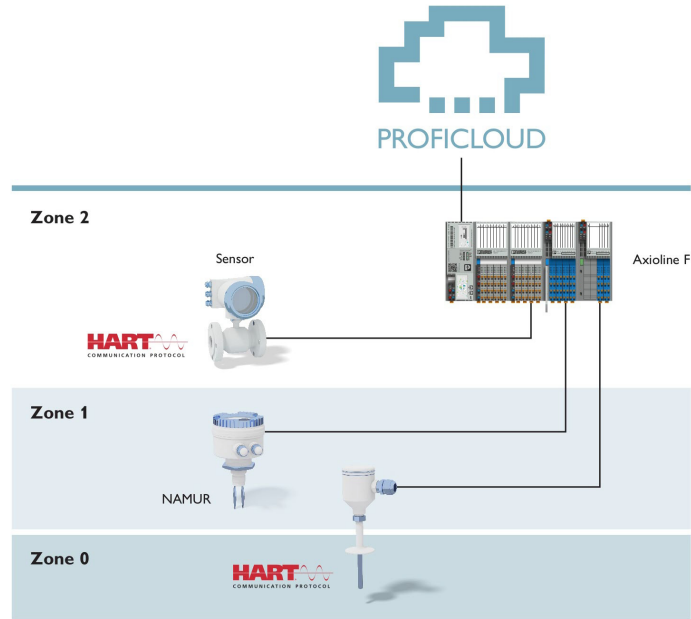 PROFICLOUD
Zone 2
Sensor
Axioline F
HART
COMMUNICATION PROTOCOL
Zone 1
NAMUR
Zone 0
HART
COMMUNICATION PROTOCOL